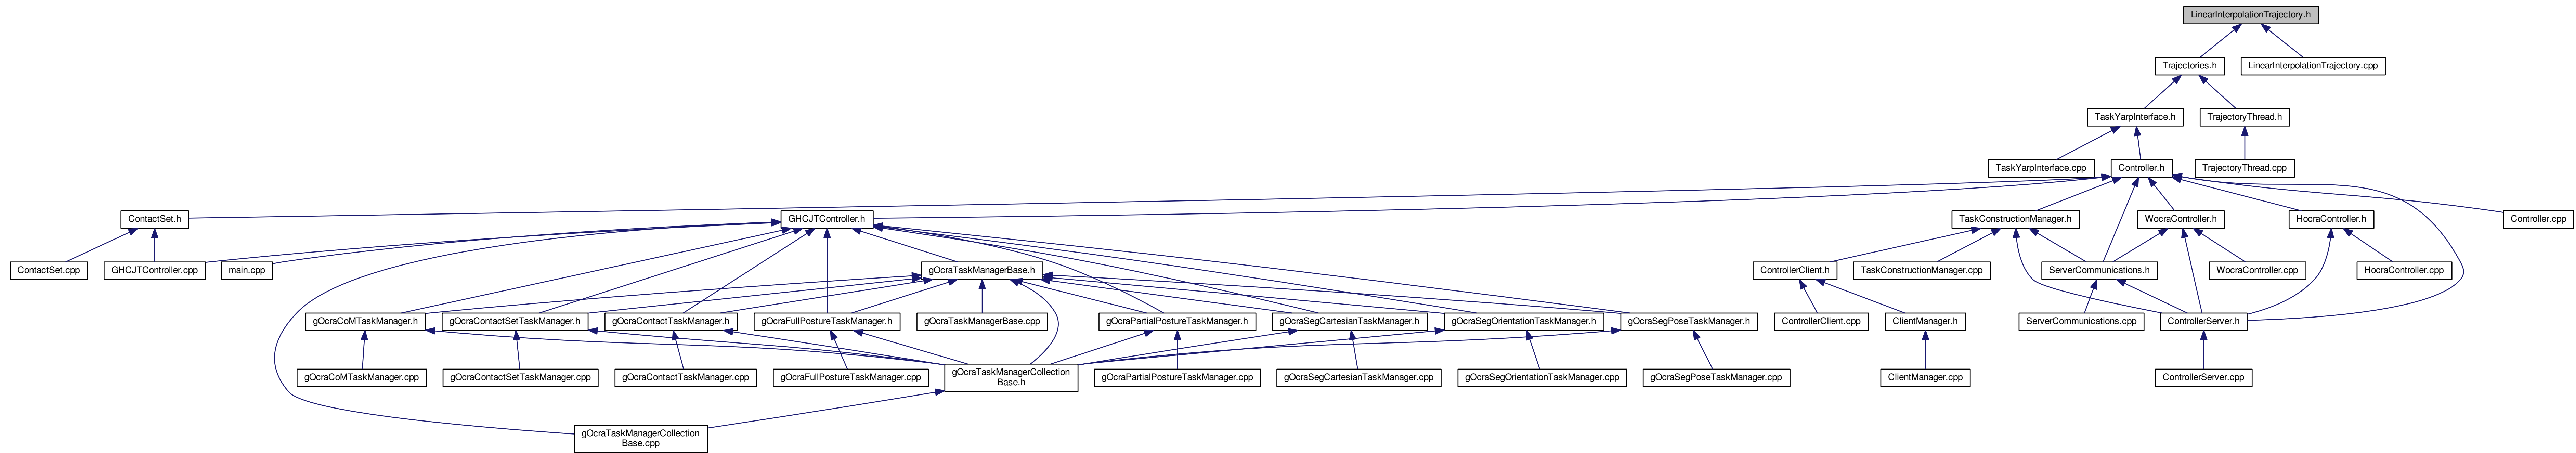 LinearInterpolationTrajectory.h
Trajectories.h
LinearInterpolationTrajectory.cpp
TaskYarpInterface.h
TrajectoryThread.h
TaskYarpInterface.cpp
Controller.h
TrajectoryThread.cpp
ContactSet.h
GHCJTController.h
TaskConstructionManager.h
WocraController.h
HocraController.h
Controller.cpp
ContactSet.cpp
GHCJTController.cpp
main.cpp
gOcraTaskManagerBase.h
ControllerClient.h
TaskConstructionManager.cpp
ServerCommunications.h
WocraController.cpp
HocraController.cpp
gOcraCoMTaskManager.h
gOcraContactSetTaskManager.h
gOcraContactTaskManager.h
gOcraFullPostureTaskManager.h
gOcraTaskManagerBase.cpp
gOcraPartialPostureTaskManager.h
gOcraSegCartesianTaskManager.h
gOcraSegOrientationTaskManager.h
gOcraSegPoseTaskManager.h
ControllerClient.cpp
ClientManager.h
ServerCommunications.cpp
ControllerServer.h
gOcraCoMTaskManager.cpp
gOcraContactSetTaskManager.cpp
gOcraContactTaskManager.cpp
gOcraFullPostureTaskManager.cpp
gOcraTaskManagerCollection
Base.h
gOcraPartialPostureTaskManager.cpp
gOcraSegCartesianTaskManager.cpp
gOcraSegOrientationTaskManager.cpp
gOcraSegPoseTaskManager.cpp
ClientManager.cpp
ControllerServer.cpp
gOcraTaskManagerCollection
Base.cpp